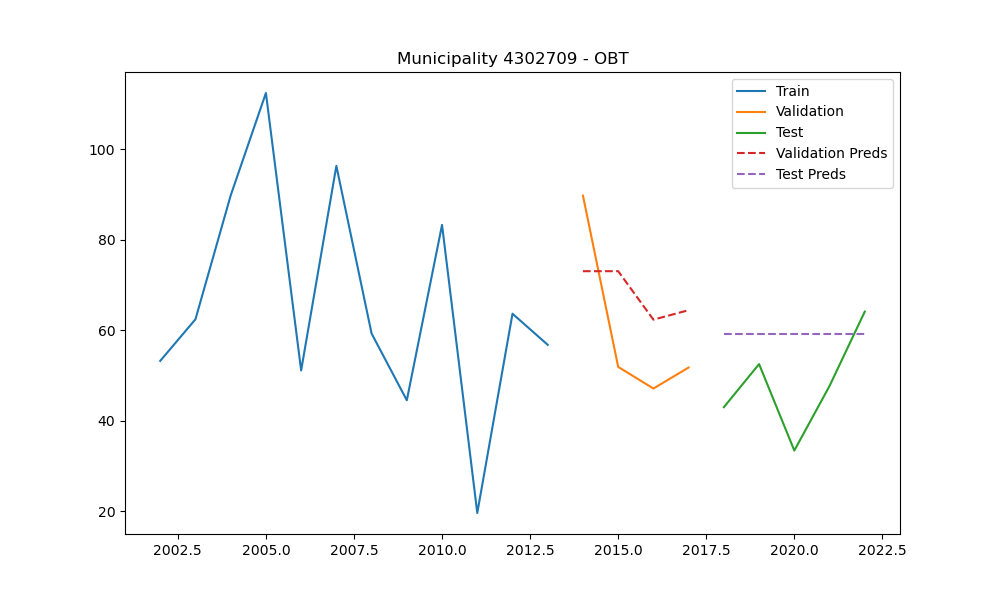 Municipality 4302709 - OBT
Train
Validation
Test
Validation Preds
Test Preds
100
80
60
40
20
2002.5 2005.0 2007.5 2010.0 2012.5 2015.0 2017.5 2020.0 2022.5